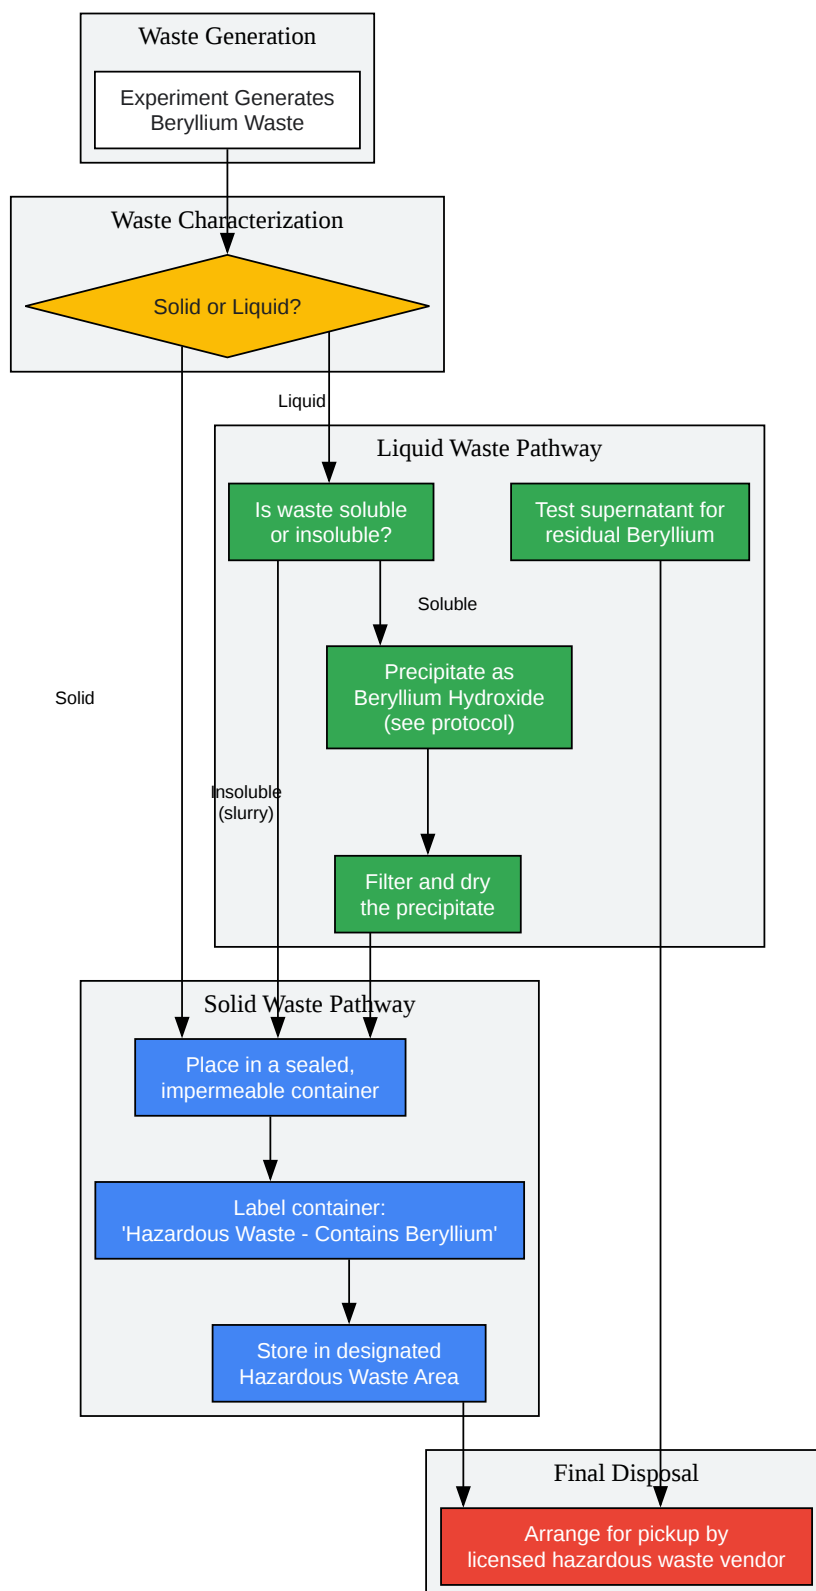 Waste Generation
Experiment Generates
Beryllium Waste
Waste Characterization
Solid or Liquid?
Liquid
Liquid Waste Pathway
Is waste soluble
or insoluble?
Test supernatant for
residual Beryllium
Soluble
Precipitate as
Beryllium Hydroxide
(see protocol)
Solid
Insoluble
(slurry)
Filter and dry
the precipitate
Solid Waste Pathway
Place in a sealed,
impermeable container
Label container:
'Hazardous Waste - Contains Beryllium'
Store in designated
Hazardous Waste Area
Final Disposal
Arrange for pickup by
licensed hazardous waste vendor